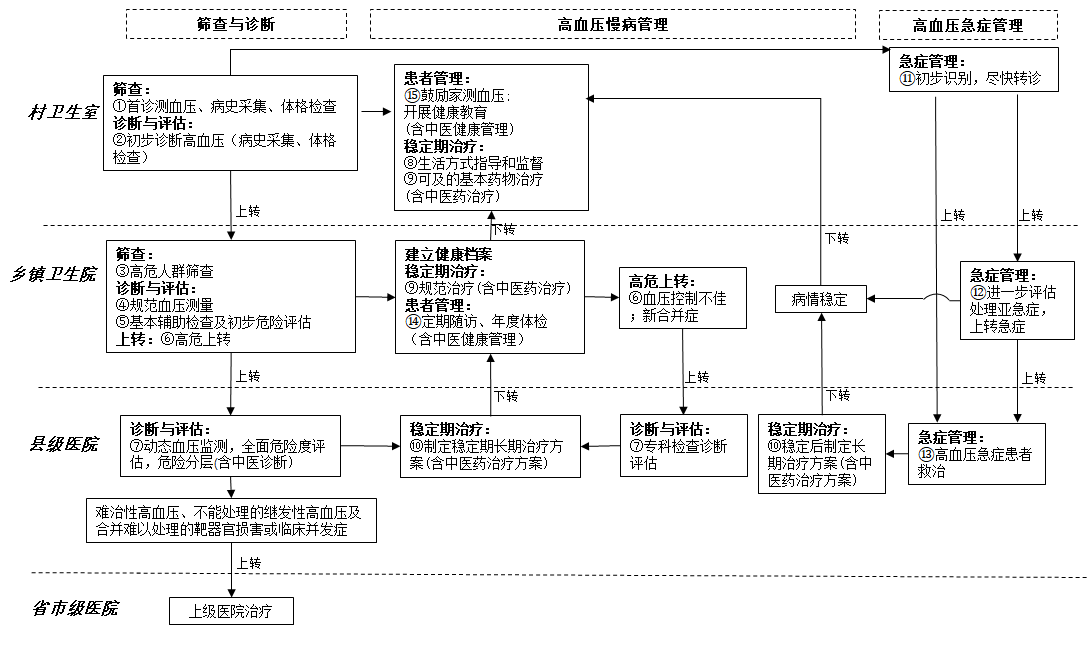 筛查与诊断
高血压慢病管理
高血压急症管理
村卫生室
筛查：
①首诊测血压、病史采集、体格检查
诊断与评估：
②初步诊断高血压（病史采集、体格
检查）
患者管理：
⑮鼓励家测血压；
开展健康教育
(含中医健康管理)
稳定期治疗：
⑧生活方式指导和监督
⑨可及的基本药物治疗
(含中医药治疗)
急症管理：
⑪初步识别，尽快转诊
上转
下转
下转
上转
上转
乡镇卫生院
筛查：
③高危人群筛查
诊断与评估：
④规范血压测量
⑤基本辅助检查及初步危险评估
上转：⑥高危上转
建立健康档案
稳定期治疗：
⑨规范治疗(含中医药治疗)
患者管理：
⑭定期随访、年度体检
（含中医健康管理）
高危上转：
⑥血压控制不佳
；新合并症
病情稳定
急症管理：
⑫进一步评估
处理亚急症，
上转急症
上转
下转
上转
下转
上转
县级医院
诊断与评估：
⑦动态血压监测，全面危险度评
估，危险分层(含中医诊断)
稳定期治疗：
⑩制定稳定期长期治疗方
案(含中医药治疗方案)
诊断与评估：
⑦专科检查诊断
评估
稳定期治疗：
⑩稳定后制定长
期治疗方案(含中
医药治疗方案)
急症管理：
⑬高血压急症患者
救治
难治性高血压、不能处理的继发性高血压及
合并难以处理的靶器官损害或临床并发症
上转
省市级医院
上级医院治疗